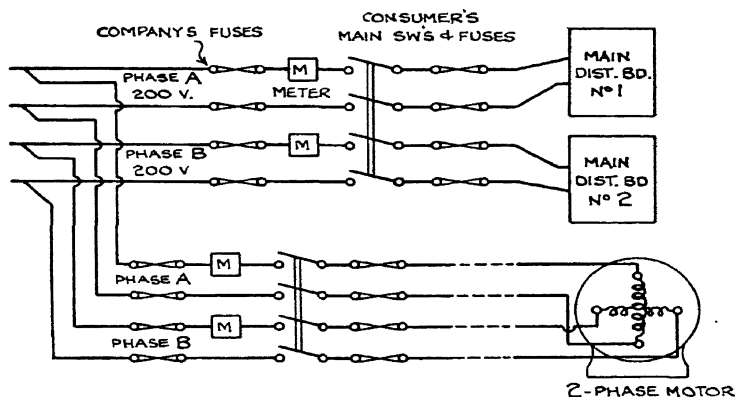 COMPANYS FUSES
CONSUMER'S
MAIN SW'S & FUSES
PHASE A
200 V.
M
METER
MAIN
DIST. BD.
Nº 1
PHASE B
200 V
M
MAIN
DIST. BD
Nº 2
M
PHASE A
M
PHASE B
2-PHASE MOTOR